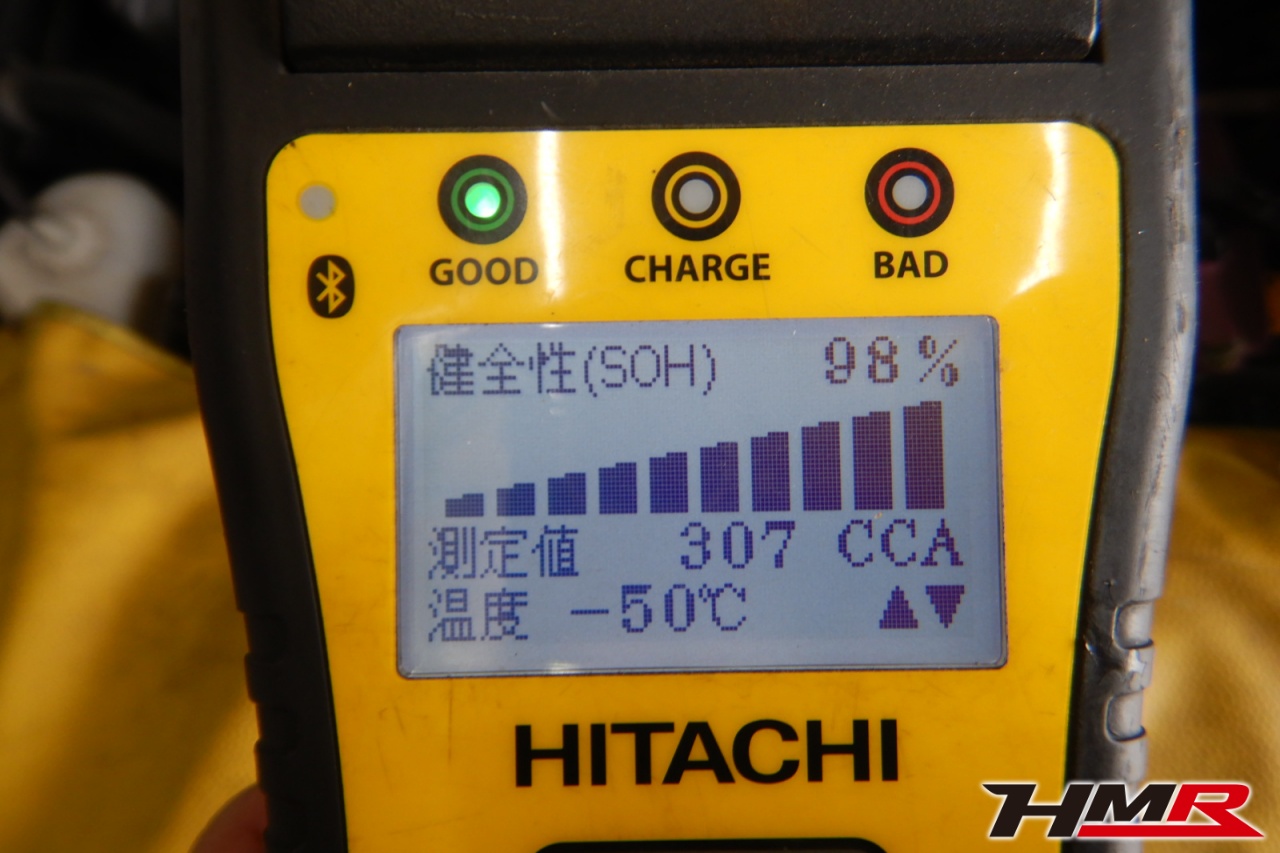 GOOD CHARGE BAD
健全性(SOH) 98%
測定値 307 CCA
温度 -50℃ ▲▼
HITACHI
HMR